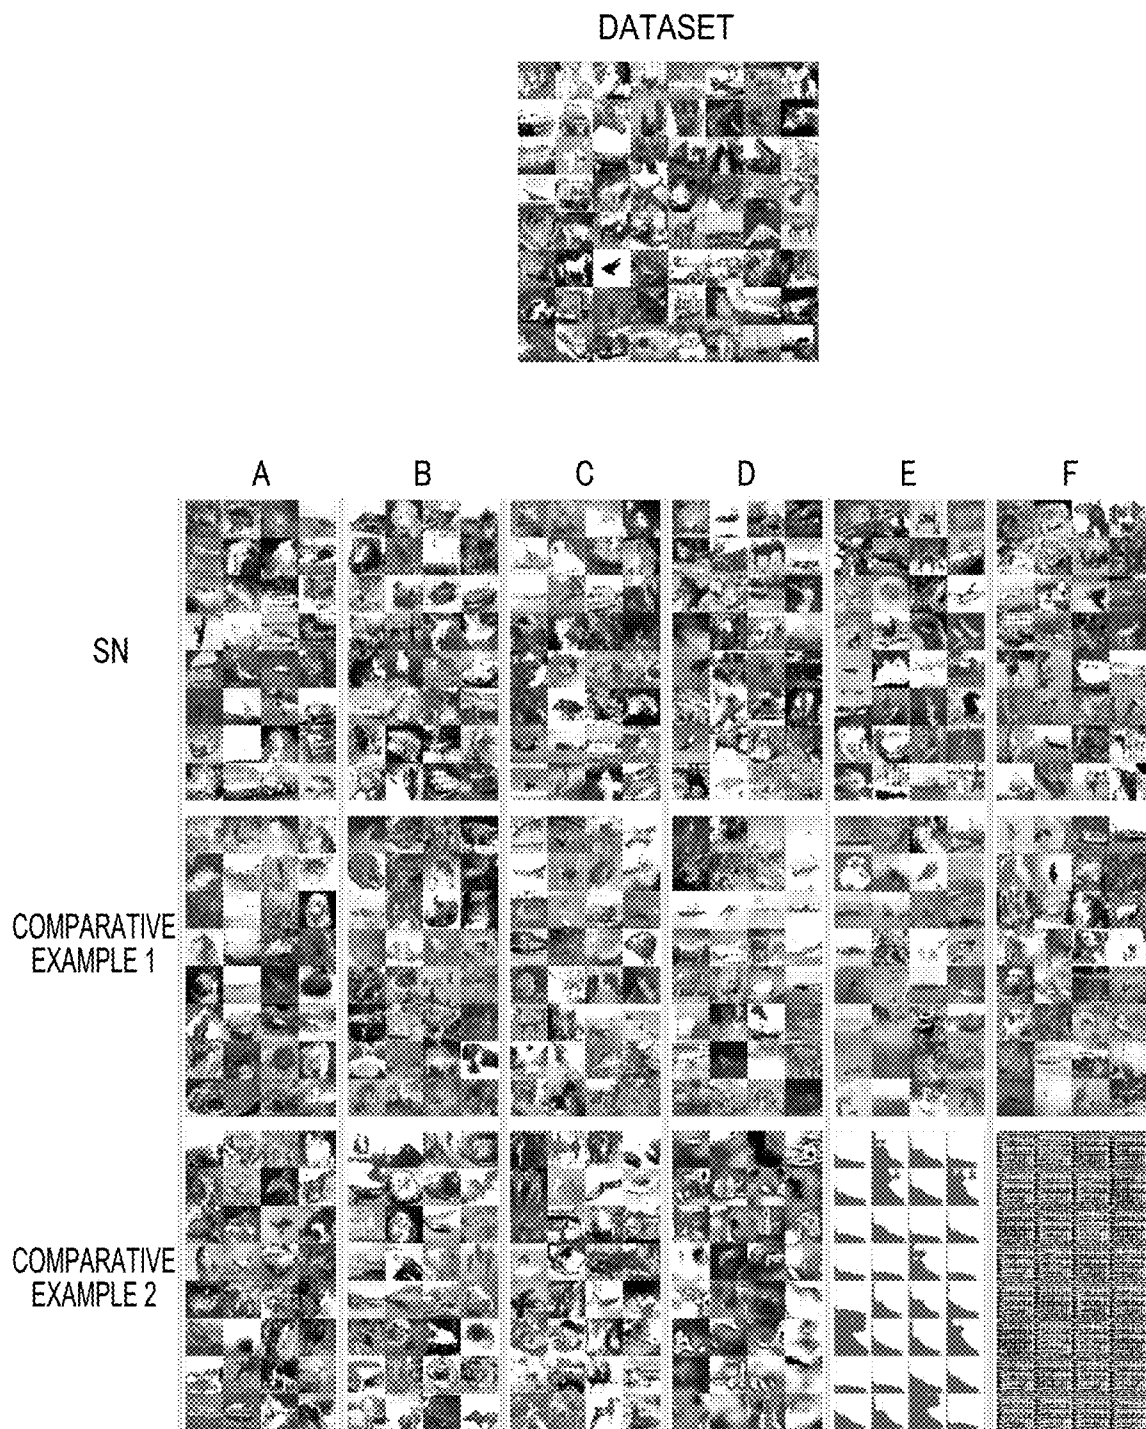 DATASET
A B C D E F
SN
COMPARATIVE
EXAMPLE 1
COMPARATIVE
EXAMPLE 2